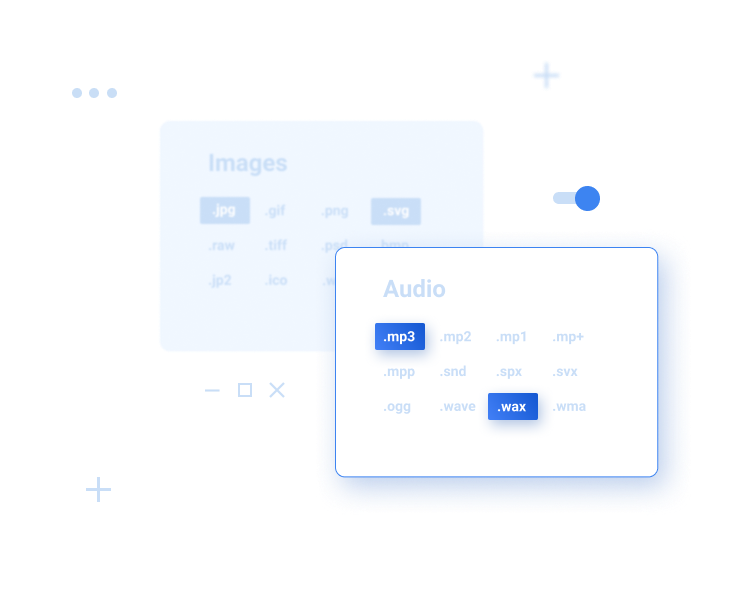 Images
.jpg .gif .png .svg
.raw .tiff .psd .bmp
.jp2 .ico
Audio
.mp3 .mp2 .mp1 .mp+
.mpp .snd .spx .svx
.ogg .wave .wax .wma